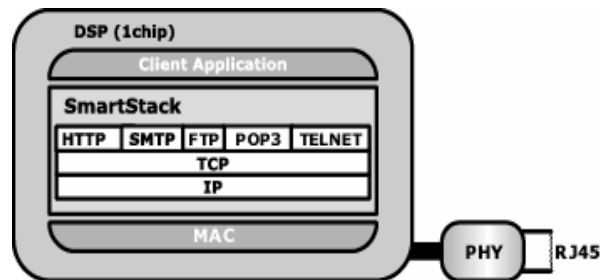 DSP (1chip)
Client Application
SmartStack
HTTP SMTP FTP POP3 TELNET
TCP
IP
MAC
PHY RJ45